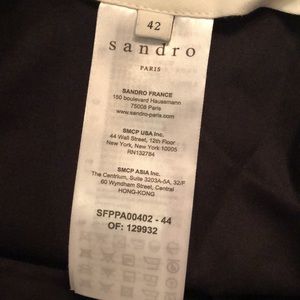 42
sandro
PARIS
SANDRO FRANCE
150 boulevard Haussmann
75008 Paris
www.sandro-paris.com
SMCP USA Inc.
44 Wall Street, 12th Floor
New York, New York 10005
RN132784
SMCP ASIA Inc.
The Centrium, Suite 3203A-5A, 32/F
60 Wyndham Street, Central
HONG-KONG
SFPPA00402 - 44
OF: 129932